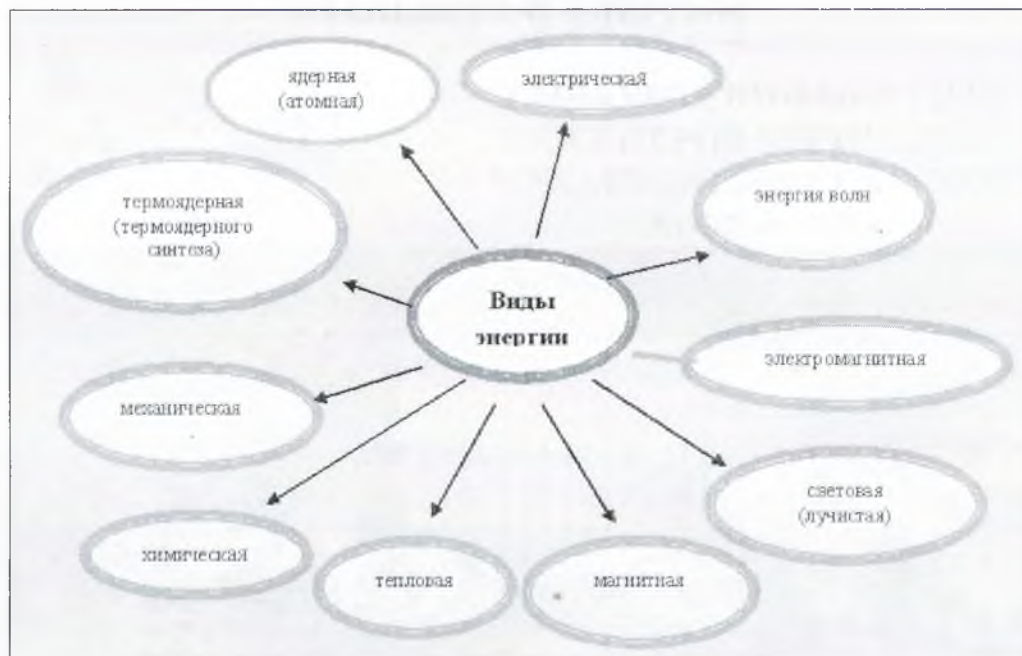 ядерная
(атомная)
электрическая
термоядерная
(термоядерного
синтеза)
энергия волн
Виды
энергии
электромагнитная
механическая
световая
(лучистая)
химическая
тепловая
магнитная